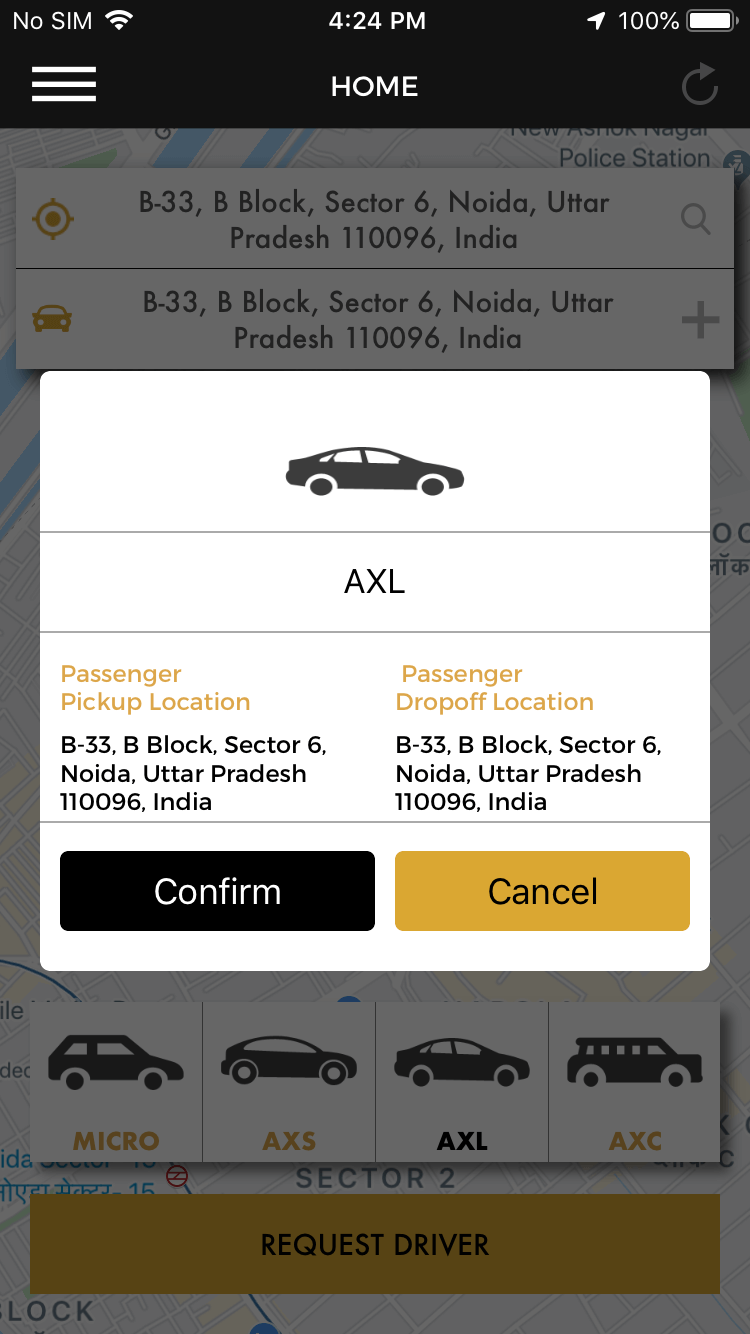 No SIM 4:24 PM 100%
HOME
New Ashok Nagar
Police Station
B-33, B Block, Sector 6, Noida, Uttar
Pradesh 110096, India
B-33, B Block, Sector 6, Noida, Uttar
Pradesh 110096, India
AXL
Passenger
Pickup Location
Passenger
Dropoff Location
B-33, B Block, Sector 6,
Noida, Uttar Pradesh
110096, India
B-33, B Block, Sector 6,
Noida, Uttar Pradesh
110096, India
Confirm Cancel
MICRO AXS AXL AXC
SECTOR 2
REQUEST DRIVER
BLOCK